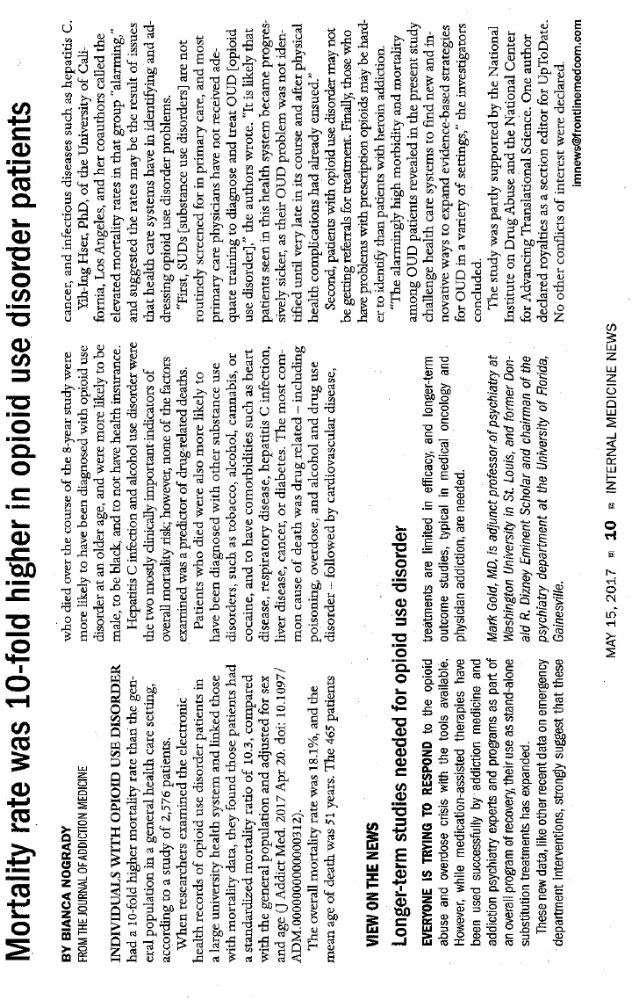 Mortality rate was 10-fold higher in opioid use disorder patients
BY BIANCA NOGRADY
FROM THE JOURNAL OF ADDICTION MEDICINE
INDIVIDUALS WITH OPIOID USE DISORDER
had a 10-fold higher mortality rate than the gen-
eral population in a general health care setting,
according to a study of 2,576 patients.
When researchers examined the electronic
health records of opioid use disorder patients in
a large university health system and linked those
with mortality data, they found those patients had
a standardized mortality ratio of 10.3, compared
with the general population and adjusted for sex
and age (J Addict Med. 2017 Apr 20. doi: 10.1097/
ADM.0000000000000312).
The overall mortality rate was 18.1%, and the
mean age of death was 51 years. The 465 patients
who died over the course of the 8-year study were
more likely to have been diagnosed with opioid use
disorder at an older age, and were more likely to be
male, to be black, and to not have health insurance.
Hepatitis C infection and alcohol use disorder were
the two mostly clinically important indicators of
overall mortality risk; however, none of the factors
examined was a predictor of drug-related deaths.
Patients who died were also more likely to
have been diagnosed with other substance use
disorders, such as tobacco, alcohol, cannabis, or
cocaine, and to have comorbidities such as heart
disease, respiratory disease, hepatitis C infection,
liver disease, cancer, or diabetes. The most com-
mon cause of death was drug related – including
poisoning, overdose, and alcohol and drug use
disorder – followed by cardiovascular disease,
cancer, and infectious diseases such as hepatitis C.
Yih-Ing Hser, PhD, of the University of Cali-
fornia, Los Angeles, and her coauthors called the
elevated mortality rates in that group "alarming,"
and suggested the rates may be the result of issues
that health care systems have in identifying and ad-
dressing opioid use disorder problems.
"First, SUDs [substance use disorders] are not
routinely screened for in primary care, and most
primary care physicians have not received ade-
quate training to diagnose and treat OUD [opioid
use disorder]," the authors wrote. "It is likely that
patients seen in this health system became progres-
sively sicker, as their OUD problem was not iden-
tified until very late in its course and after physical
health complications had already ensued."
Second, patients with opioid use disorder may not
be getting referrals for treatment. Finally, those who
have problems with prescription opioids may be hard-
er to identify than patients with heroin addiction.
"The alarmingly high morbidity and mortality
among OUD patients revealed in the present study
challenge health care systems to find new and in-
novative ways to expand evidence-based strategies
for OUD in a variety of settings," the investigators
concluded.
The study was partly supported by the National
Institute on Drug Abuse and the National Center
for Advancing Translational Science. One author
declared royalties as a section editor for UpToDate.
No other conflicts of interest were declared.
imnews@frontlinemedcom.com
VIEW ON THE NEWS
Longer-term studies needed for opioid use disorder
EVERYONE IS TRYING TO RESPOND to the opioid
abuse and overdose crisis with the tools available.
However, while medication-assisted therapies have
been used successfully by addiction medicine and
addiction psychiatry experts and programs as part of
an overall program of recovery, their use as stand-alone
substitution treatments has expanded.
These new data, like other recent data on emergency
department interventions, strongly suggest that these
treatments are limited in efficacy, and longer-term
outcome studies, typical in medical oncology and
physician addiction, are needed.
Mark Gold, MD, is adjunct professor of psychiatry at
Washington University in St. Louis, and former Don-
ald R. Dizney Eminent Scholar and chairman of the
psychiatry department at the University of Florida,
Gainesville.
MAY 15, 2017 ■ 10 ■ INTERNAL MEDICINE NEWS